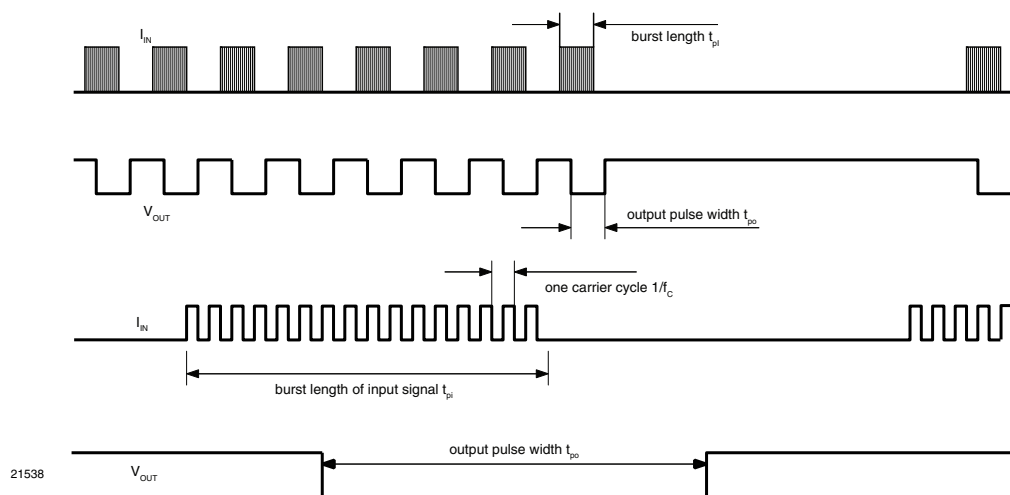 I_IN
burst length t_pi
V_OUT
output pulse width t_po
one carrier cycle 1/f_C
I_IN
burst length of input signal t_pi
output pulse width t_po
V_OUT
21538